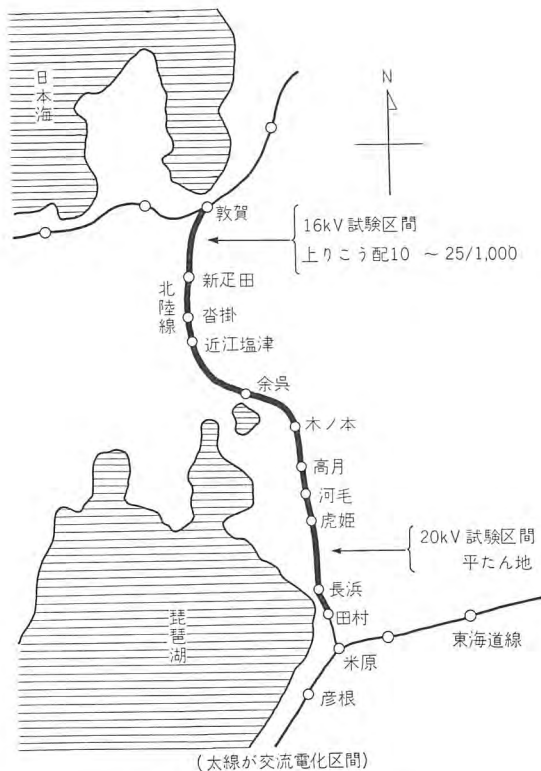 日本海
N
敦賀
16kV 試験区間
上りこう配10 ～ 25/1,000
新疋田
北陸線
沓掛
近江塩津
余呉
木ノ本
高月
河毛
虎姫
20kV 試験区間
平たん地
長浜
田村
琵琶湖
米原
東海道線
彦根
(太線が交流電化区間)